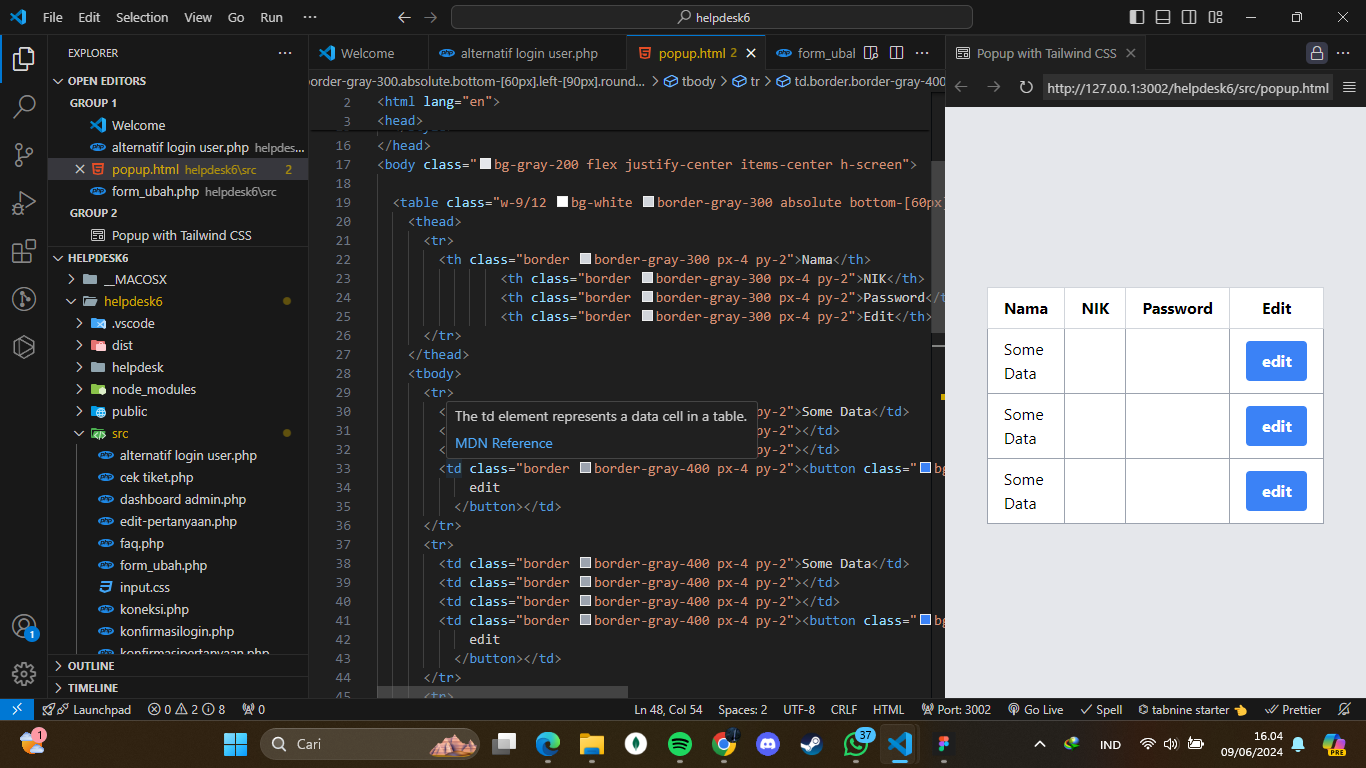 File Edit Selection View Go Run ··· helpdesk6
EXPLORER
OPEN EDITORS
GROUP 1
Welcome
alternatif login user.php helpdes...
popup.html helpdesk6\src 2
form_ubah.php helpdesk6\src
GROUP 2
Popup with Tailwind CSS
HELPDESK6
__MACOSX
helpdesk6
.vscode
dist
helpdesk
node_modules
public
src
alternatif login user.php
cek tiket.php
dashboard admin.php
edit-pertanyaan.php
faq.php
form_ubah.php
input.css
koneksi.php
konfirmasilogin.php
konfirmasipertanyaan.php
OUTLINE
TIMELINE
1
Welcome alternatif login user.php popup.html 2 form_ubal
border-gray-300.absolute.bottom-[60px].left-[90px].round... > tbody > tr > td.border.border-gray-400
2 <html lang="en">
3 <head>
16 </head>
17 <body class="bg-gray-200 flex justify-center items-center h-screen">
18
19 <table class="w-9/12 bg-white border-gray-300 absolute bottom-[60px]
20 <thead>
21 <tr>
22 <th class="border border-gray-300 px-4 py-2">Nama</th>
23 <th class="border border-gray-300 px-4 py-2">NIK</th>
24 <th class="border border-gray-300 px-4 py-2">Password</t
25 <th class="border border-gray-300 px-4 py-2">Edit</th>
26 </tr>
27 </thead>
28 <tbody>
29 <tr>
30 < py-2">Some Data</td>
31 < py-2"></td>
32 < py-2"></td>
The td element represents a data cell in a table.
MDN Reference
33 <td class="border border-gray-400 px-4 py-2"><button class="bg
34 edit
35 </button></td>
36 </tr>
37 <tr>
38 <td class="border border-gray-400 px-4 py-2">Some Data</td>
39 <td class="border border-gray-400 px-4 py-2"></td>
40 <td class="border border-gray-400 px-4 py-2"></td>
41 <td class="border border-gray-400 px-4 py-2"><button class="bg
42 edit
43 </button></td>
44 </tr>
45 <tr>
Popup with Tailwind CSS
http://127.0.0.1:3002/helpdesk6/src/popup.html
Nama NIK Password Edit
Some
Data
edit
Some
Data
edit
Some
Data
edit
Launchpad 0 2 8 0 Ln 48, Col 54 Spaces: 2 UTF-8 CRLF HTML Port: 3002 Go Live Spell tabnine starter Prettier
1 Cari 37 IND 16.04
09/06/2024
PRE